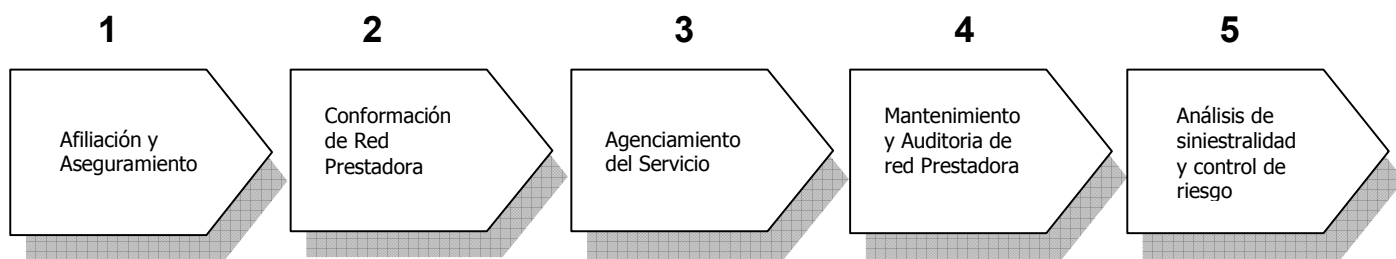 1
2
3
4
5
Afiliación y
Aseguramiento
Conformación
de Red
Prestadora
Agenciamiento
del Servicio
Mantenimiento
y Auditoria de
red Prestadora
Análisis de
siniestralidad
y control de
riesgo